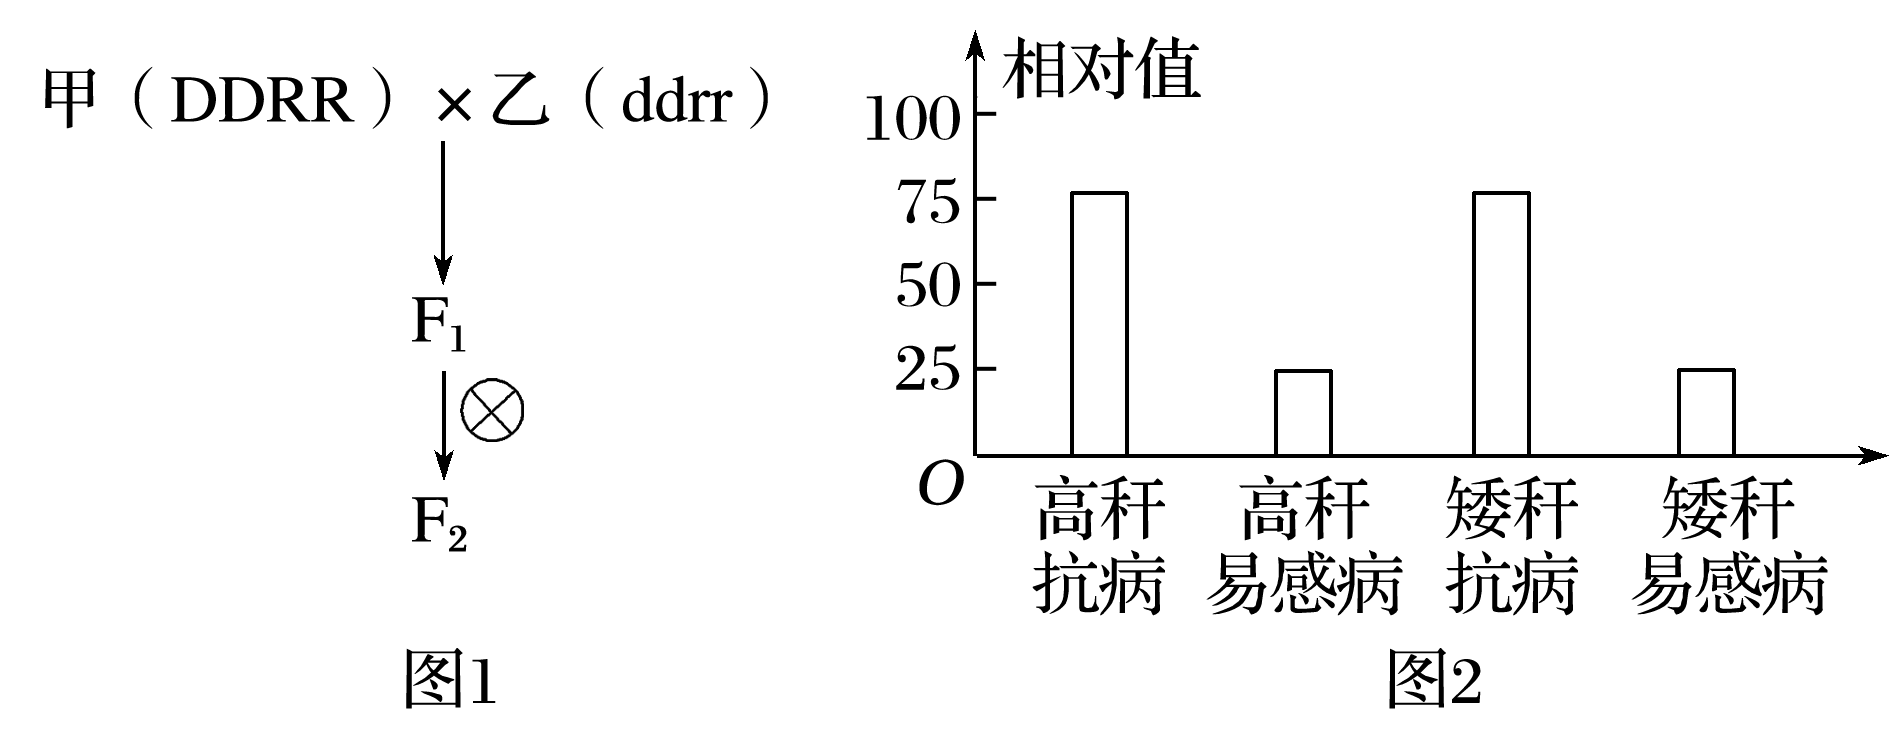 甲（DDRR）×乙（ddrr）
F₁
F₂
图1
相对值
100
75
50
25
O
高秆抗病
高秆易感病
矮秆抗病
矮秆易感病
图2